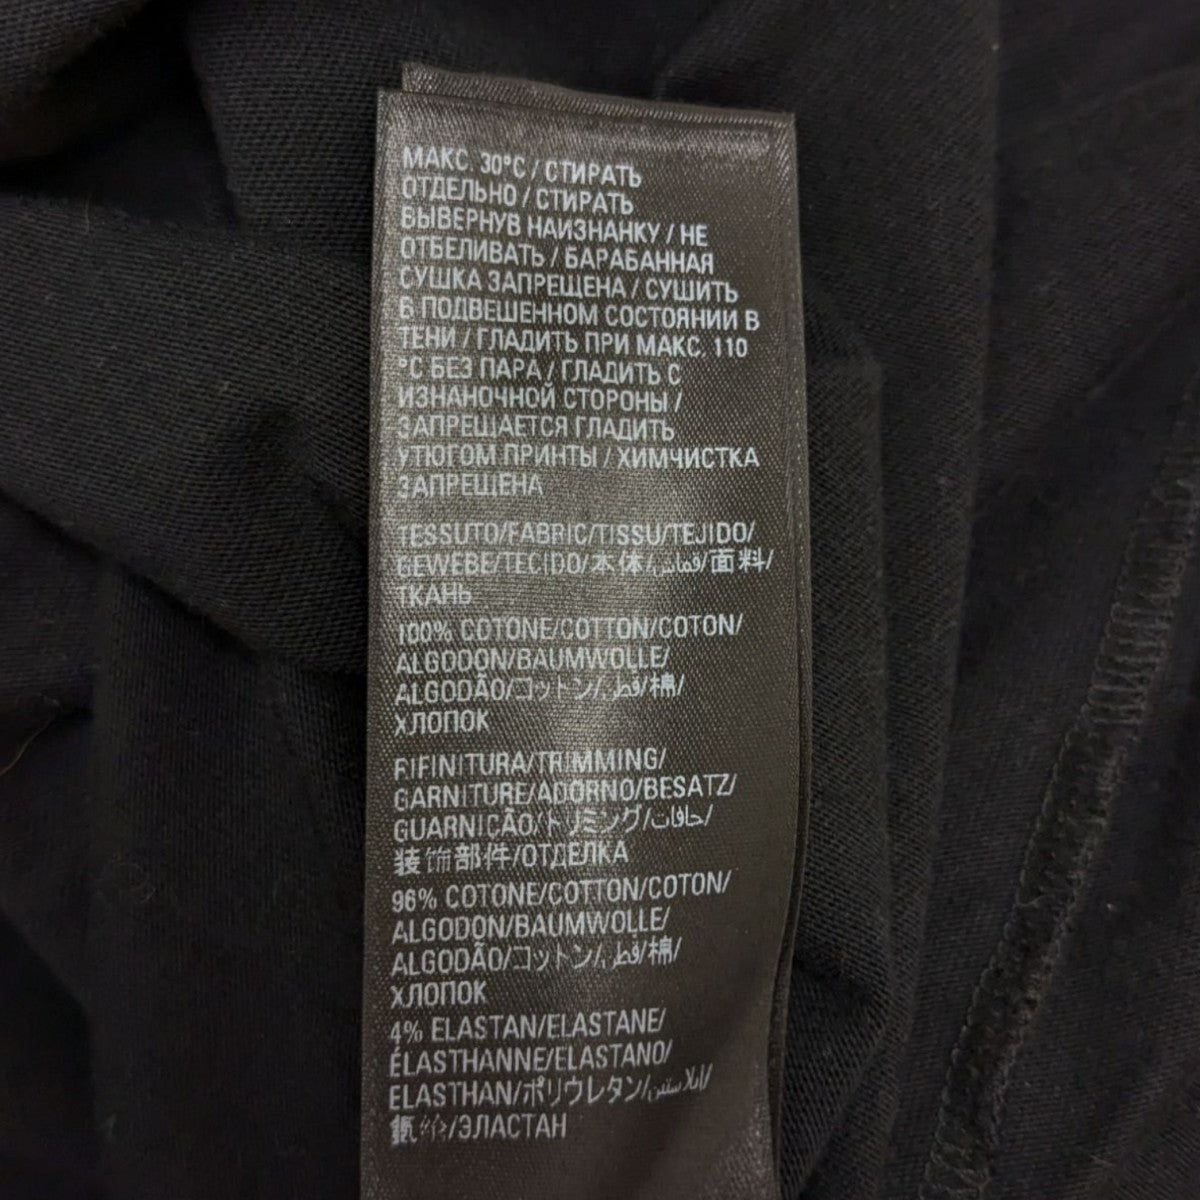 МАКС. 30°C / СТИРАТЬ
ОТДЕЛЬНО / СТИРАТЬ
ВЫВЕРНУВ НАИЗНАНКУ / НЕ
ОТБЕЛИВАТЬ / БАРАБАННАЯ
СУШКА ЗАПРЕЩЕНА / СУШИТЬ
В ПОДВЕШЕННОМ СОСТОЯНИИ В
ТЕНИ / ГЛАДИТЬ ПРИ МАКС. 110
°C БЕЗ ПАРА / ГЛАДИТЬ С
ИЗНАНОЧНОЙ СТОРОНЫ /
ЗАПРЕЩАЕТСЯ ГЛАДИТЬ
УТЮГОМ ПРИНТЫ / ХИМЧИСТКА
ЗАПРЕЩЕНА
TESSUTO/FABRIC/TISSU/TEJIDO/
GEWEBE/TECIDO/本体/قماش/面料/
ТКАНЬ
100% COTONE/COTTON/COTON/
ALGODON/BAUMWOLLE/
ALGODÃO/コットン/قطن/棉/
ХЛОПОК
RIFINITURA/TRIMMING/
GARNITURE/ADORNO/BESATZ/
GUARNIÇÃO/トリミング/حافات/
装饰部件/ОТДЕЛКА
96% COTONE/COTTON/COTON/
ALGODON/BAUMWOLLE/
ALGODÃO/コットン/قطن/棉/
ХЛОПОК
4% ELASTAN/ELASTANE/
ÉLASTHANNE/ELASTANO/
ELASTHAN/ポリウレタン/إيلاستين/
氨纶/ЭЛАСТАН